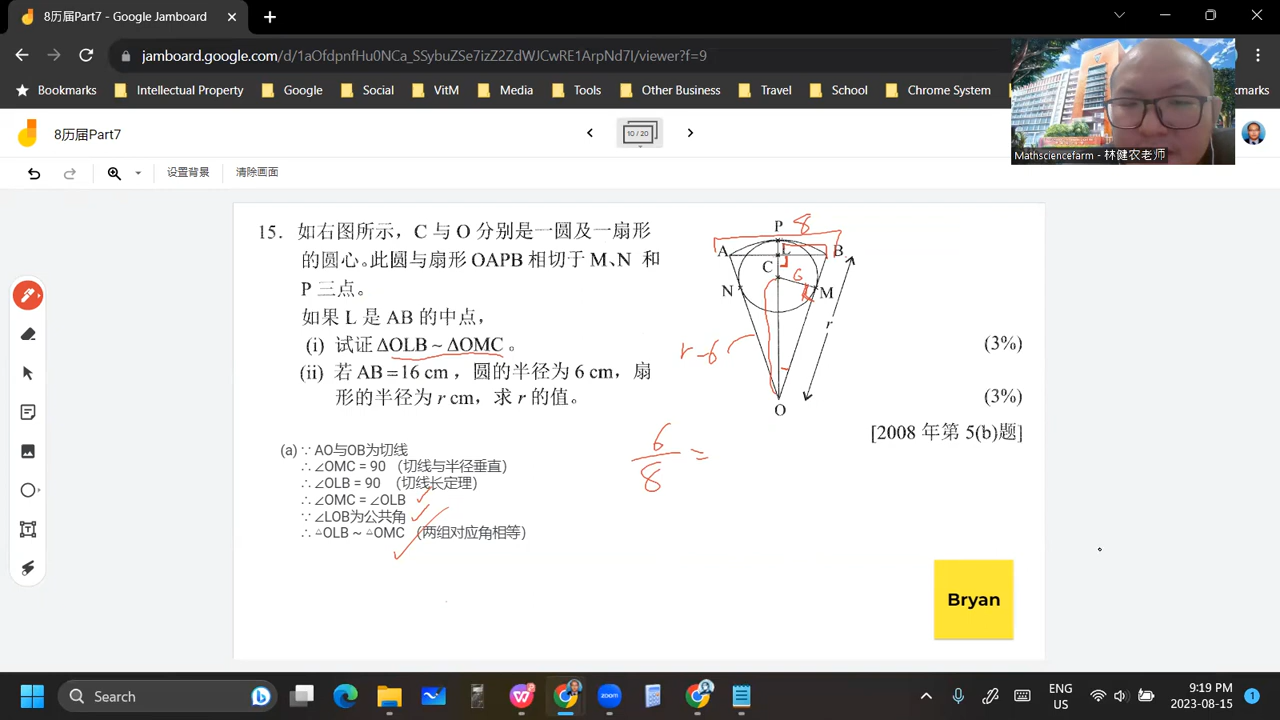 8历届Part7 - Google Jamboard
jamboard.google.com/d/
/viewer?f=9
Bookmarks
Intellectual Property
Google
Social
VitM
Media
Tools
Other Business
Travel
School
Chrome System
Mathsciencefarm - 林健农老师
8历届Part7
10 / 20
设置背景
清除画面
15. 如右图所示，C 与 O 分别是一圆及一扇形
的圆心。此圆与扇形 OAPB 相切于 M、N 和
P 三点。
如果 L 是 AB 的中点，
(i) 试证 ΔOLB ~ ΔOMC 。
(3%)
(ii) 若 AB = 16 cm ，圆的半径为 6 cm，扇
形的半径为 r cm，求 r 的值。
(3%)
[2008 年第 5(b)题]
P
8
A
L
B
C
6
N
M
r
r-6
O
6
8
=
(a) ∵ AO与OB为切线
∴ ∠OMC = 90 （切线与半径垂直）
∴ ∠OLB = 90 （切线长定理）
∴ ∠OMC = ∠OLB
∵ ∠LOB为公共角
∴ △OLB ~ △OMC （两组对应角相等）
Bryan
Search
ENG
US
9:19 PM
2023-08-15
1